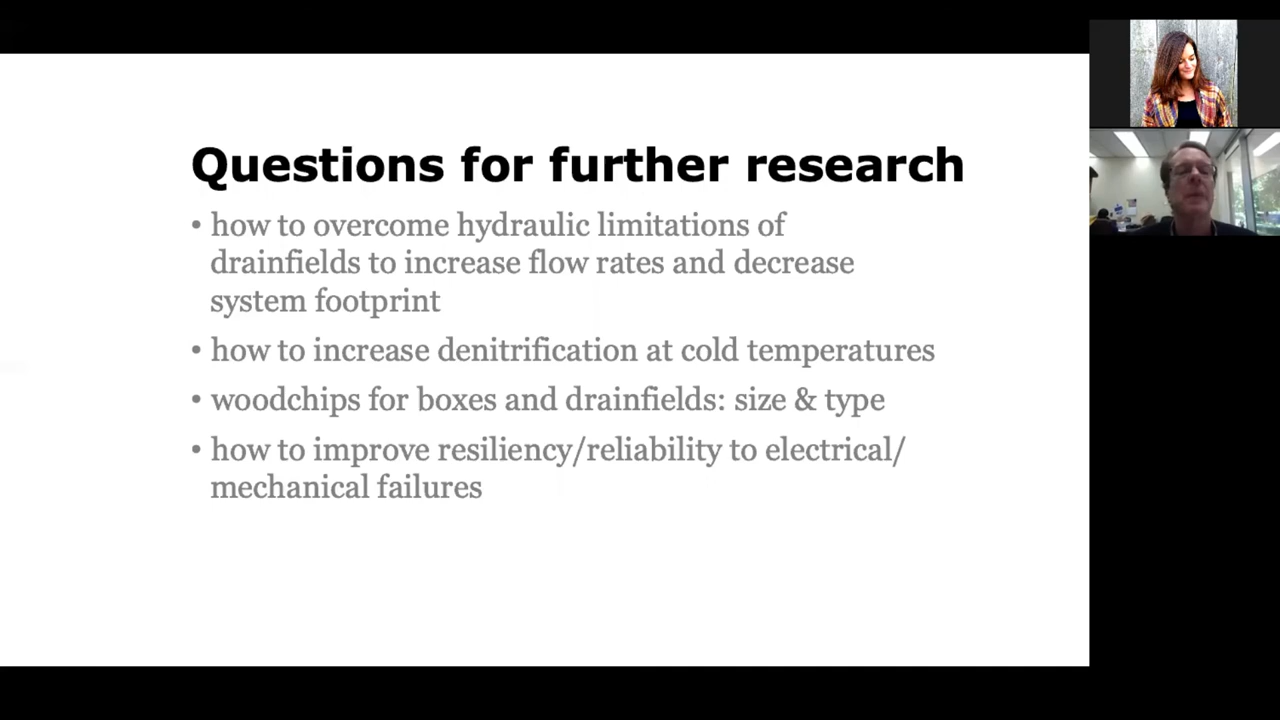 Questions for further research
• how to overcome hydraulic limitations of
drainfields to increase flow rates and decrease
system footprint
• how to increase denitrification at cold temperatures
• woodchips for boxes and drainfields: size & type
• how to improve resiliency/reliability to electrical/
mechanical failures